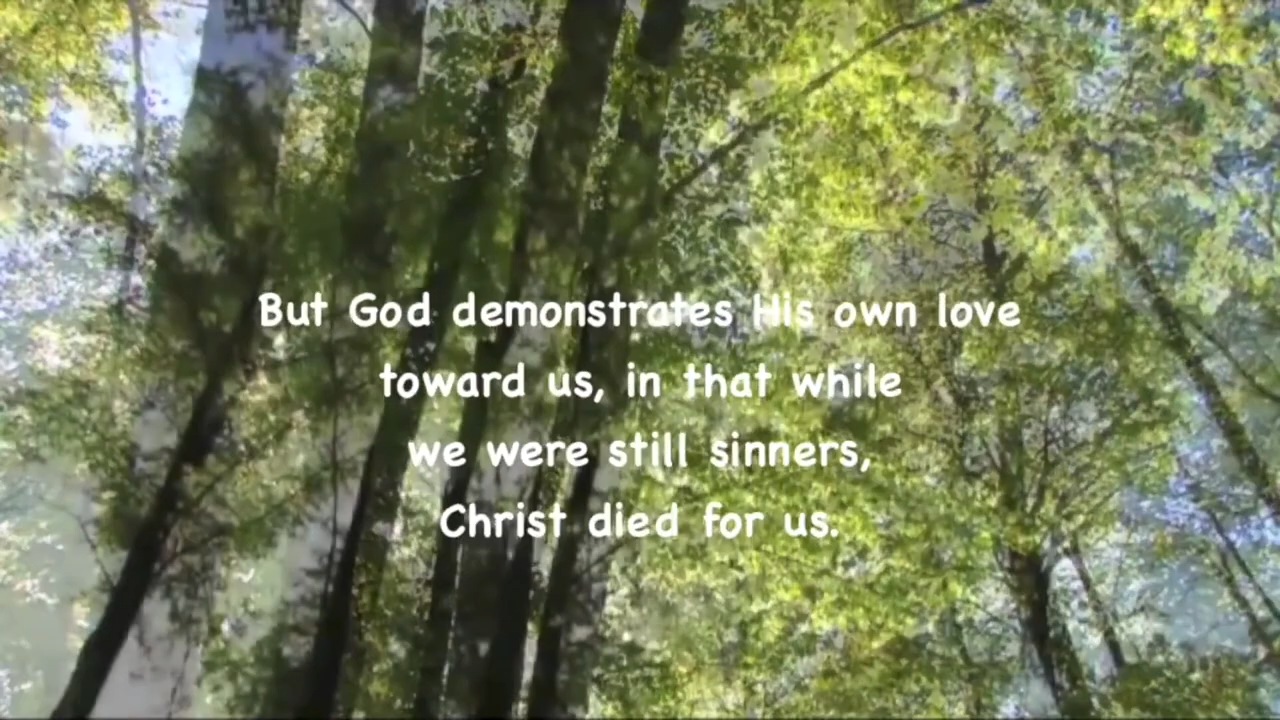 But God demonstrates His own love
toward us, in that while
we were still sinners,
Christ died for us.